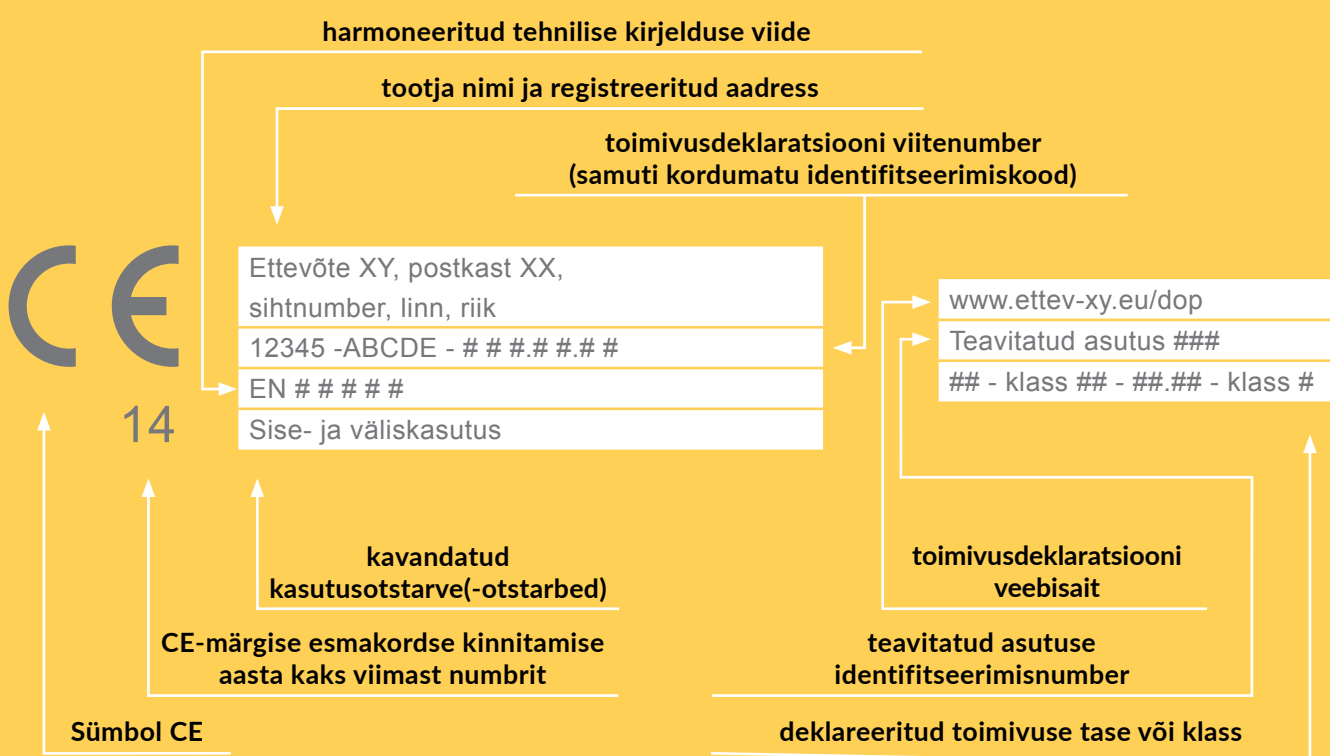 harmoneeritud tehnilise kirjelduse viide
tootja nimi ja registreeritud aadress
toimivusdeklaratsiooni viitenumber
(samuti kordumatu identifitseerimiskood)
CE
14
Ettevõte XY, postkast XX,
sihtnumber, linn, riik
12345 -ABCDE - # # #.# #.# #
EN # # # # #
Sise- ja väliskasutus
www.ettev-xy.eu/dop
Teavitatud asutus ###
## - klass ## - ##.## - klass #
kavandatud
kasutusotstarve(-otstarbed)
toimivusdeklaratsiooni
veebisait
CE-märgise esmakordse kinnitamise
aasta kaks viimast numbrit
teavitatud asutuse
identifitseerimisnumber
Sümbol CE
deklareeritud toimivuse tase või klass